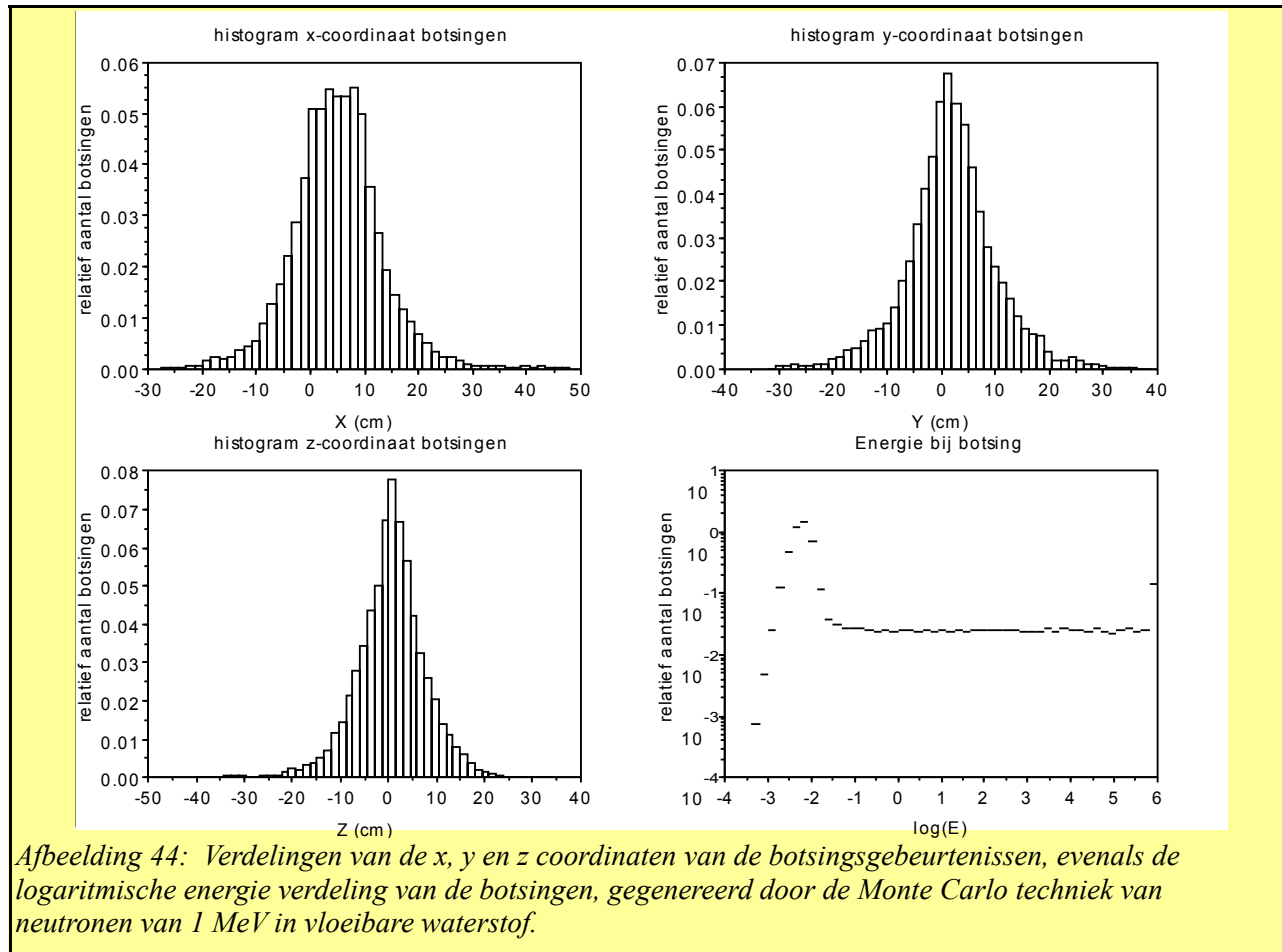 histogram x-coordinaat botsingen
relatief aantal botsingen
0.06
0.05
0.04
0.03
0.02
0.01
0.00
-30 -20 -10 0 10 20 30 40 50
X (cm)
histogram y-coordinaat botsingen
relatief aantal botsingen
0.07
0.06
0.05
0.04
0.03
0.02
0.01
0.00
-40 -30 -20 -10 0 10 20 30 40
Y (cm)
histogram z-coordinaat botsingen
relatief aantal botsingen
0.08
0.07
0.06
0.05
0.04
0.03
0.02
0.01
0.00
-50 -40 -30 -20 -10 0 10 20 30 40
Z (cm)
Energie bij botsing
relatief aantal botsingen
1
10
0
10
-1
10
-2
10
-3
10
-4
10
-4 -3 -2 -1 0 1 2 3 4 5 6
log(E)
Afbeelding 44: Verdelingen van de x, y en z coordinaten van de botsingsgebeurtenissen, evenals de
logaritmische energie verdeling van de botsingen, gegenereerd door de Monte Carlo techniek van
neutronen van 1 MeV in vloeibare waterstof.